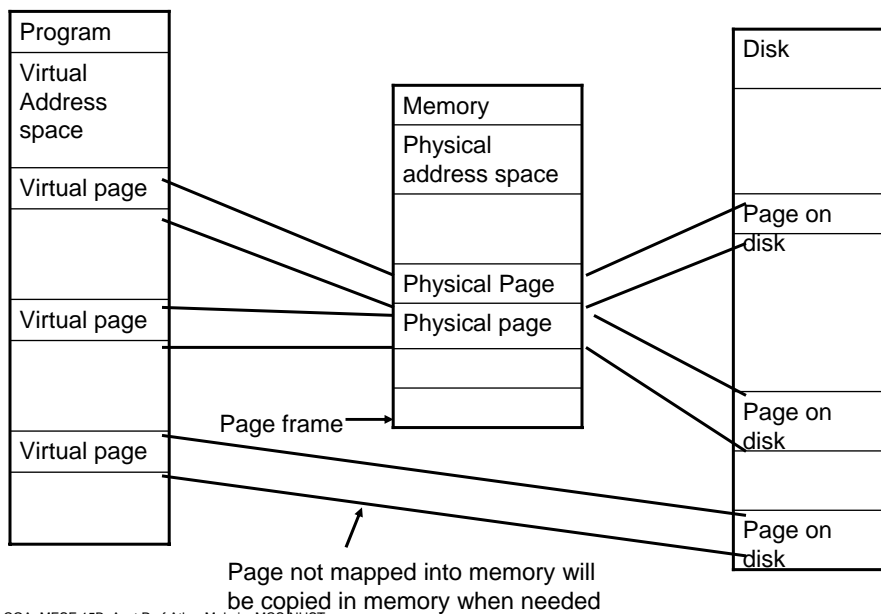 Program
Virtual
Address
space
Virtual page
Virtual page
Virtual page
Memory
Physical
address space
Physical Page
Physical page
Page frame
Disk
Page on
disk
Page on
disk
Page on
disk
Page not mapped into memory will
be copied in memory when needed